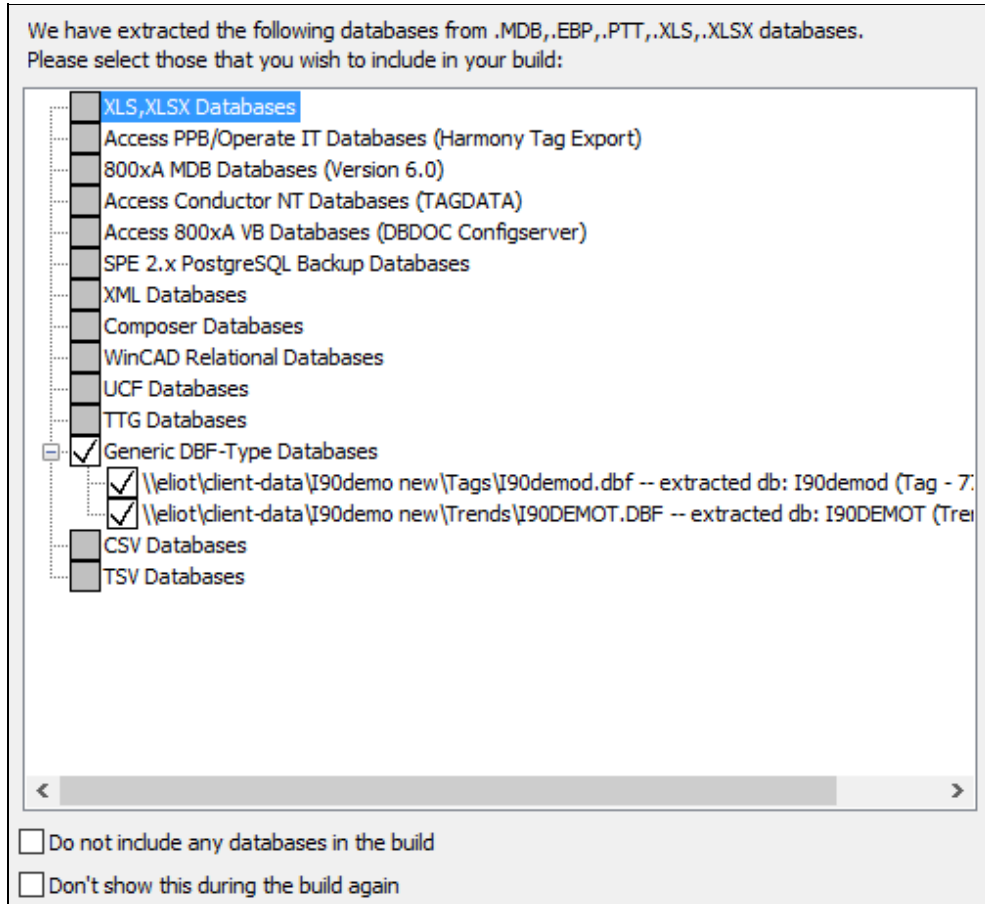 We have extracted the following databases from .MDB,.EBP,.PTT,.XLS,.XLSX databases.
Please select those that you wish to include in your build:
XLS,XLSX Databases
Access PPB/Operate IT Databases (Harmony Tag Export)
800xA MDB Databases (Version 6.0)
Access Conductor NT Databases (TAGDATA)
Access 800xA VB Databases (DBDOC Configserver)
SPE 2.x PostgreSQL Backup Databases
XML Databases
Composer Databases
WinCAD Relational Databases
UCF Databases
TTG Databases
Generic DBF-Type Databases
\\eliot\client-data\I90demo new\Tags\I90demod.dbf -- extracted db: I90demod (Tag -
\\eliot\client-data\I90demo new\Trends\I90DEMOT.DBF -- extracted db: I90DEMOT
CSV Databases
TSV Databases
Do not include any databases in the build
Don't show this during the build again